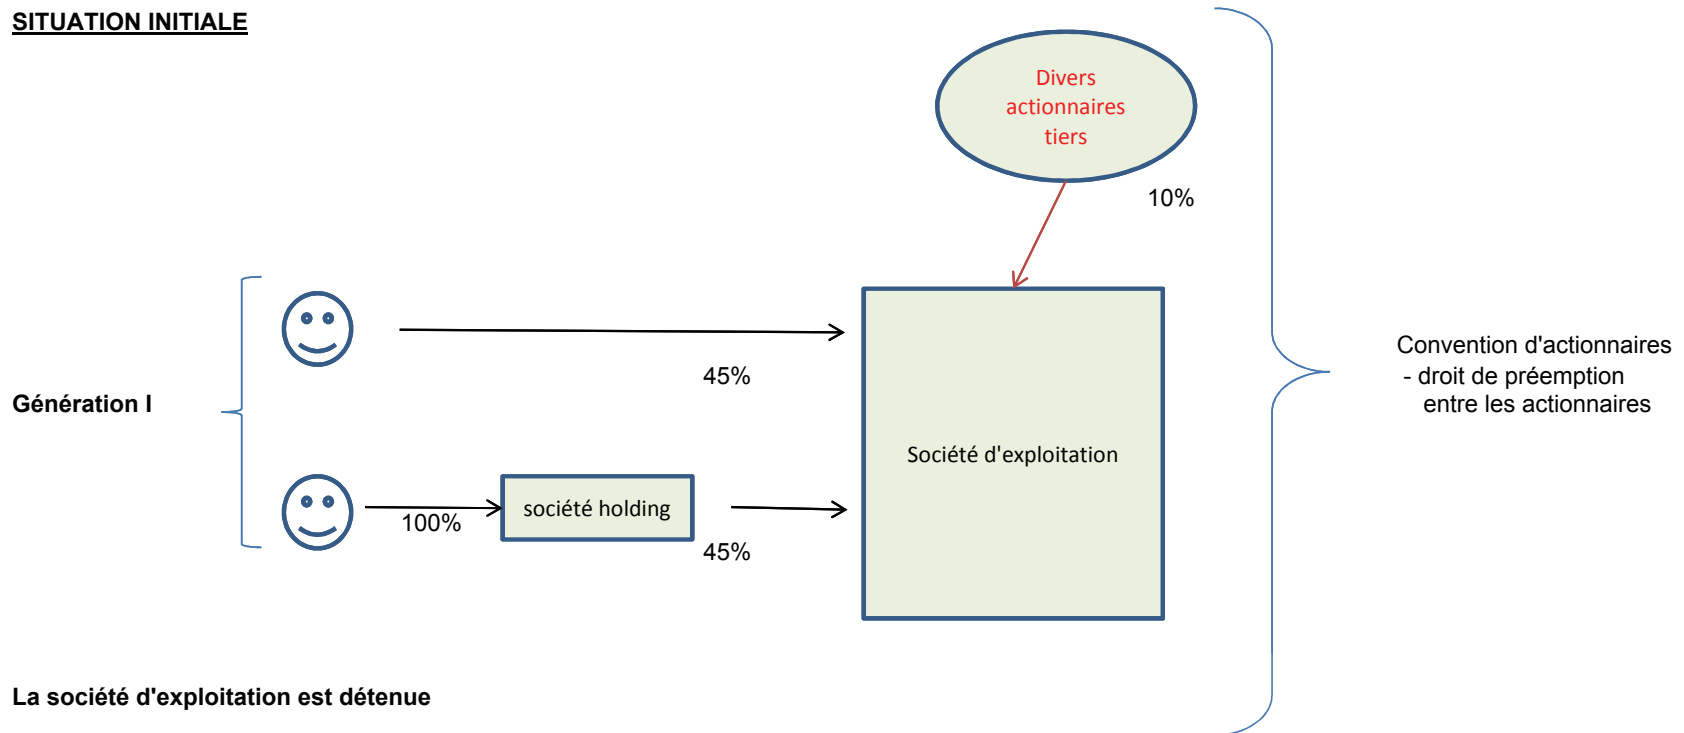 SITUATION INITIALE
Divers
actionnaires
tiers
10%
45%
Génération I
Société d'exploitation
société holding
100%
45%
Convention d'actionnaires
- droit de préemption
entre les actionnaires
La société d'exploitation est détenue